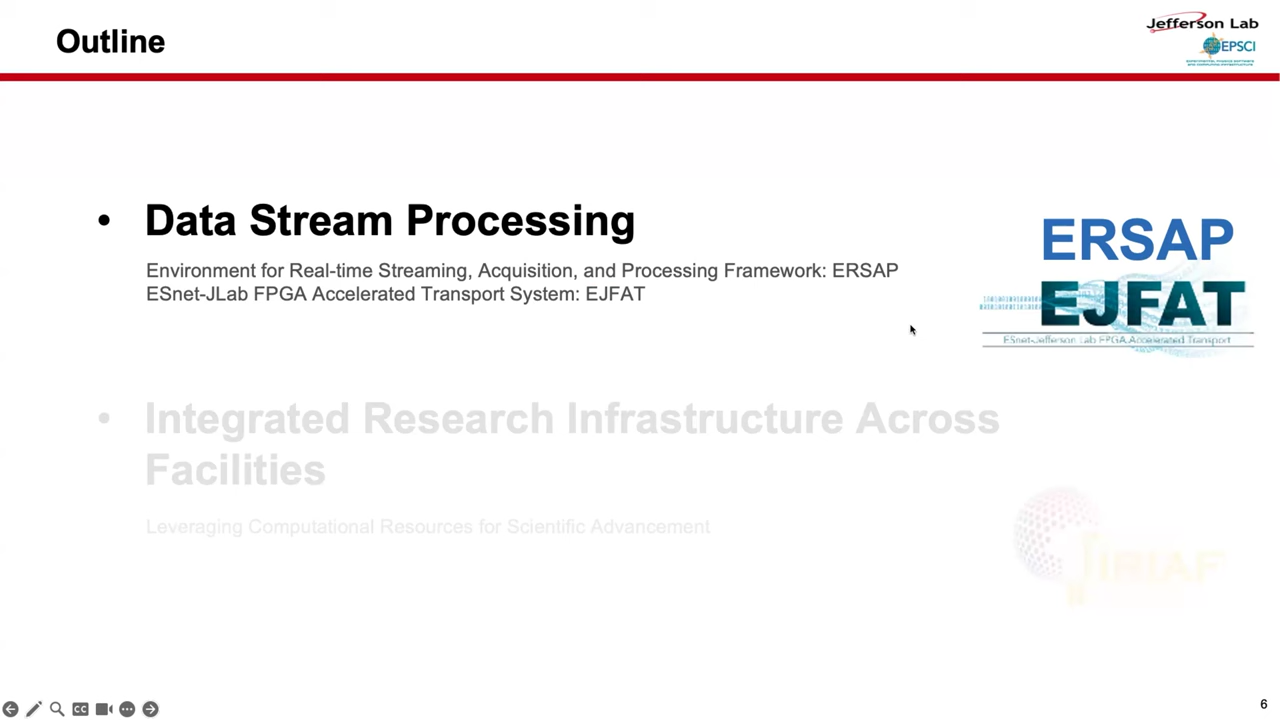 Outline
Jefferson Lab
EPSCI
• Data Stream Processing
Environment for Real-time Streaming, Acquisition, and Processing Framework: ERSAP
ESnet-JLab FPGA Accelerated Transport System: EJFAT
ERSAP
EJFAT
ESnet-Jefferson Lab FPGA Accelerated Transport
• Integrated Research Infrastructure Across
Facilities
Leveraging Computational Resources for Scientific Advancement
CC
6